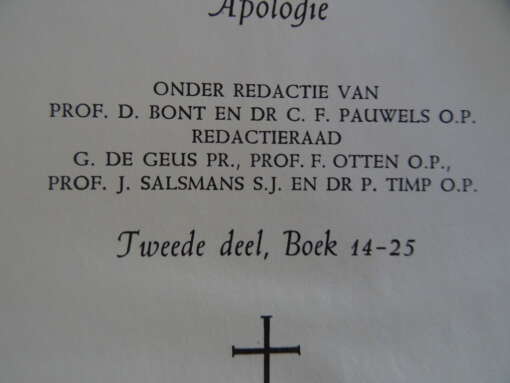 Apologie
ONDER REDACTIE VAN
PROF. D. BONT EN DR C. F. PAUWELS O.P.
REDACTIERAAD
G. DE GEUS PR., PROF. F. OTTEN O.P.,
PROF. J. SALSMANS S.J. EN DR P. TIMP O.P.
Tweede deel, Boek 14-25